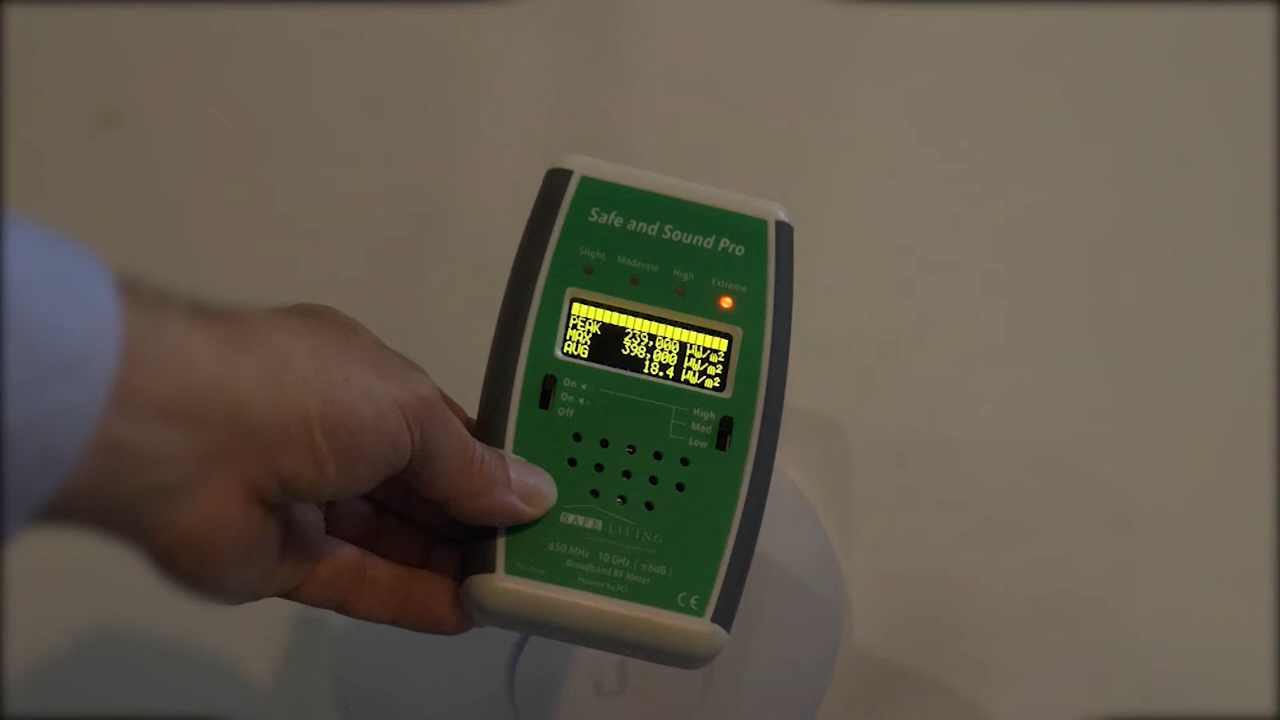 Safe and Sound Pro
Slight Moderate High Extreme
PEAK 239,000 µW/m²
MAX 398,000 µW/m²
AVG 18.4 µW/m²
On
On
Off
High
Med
Low
SAFE LIVING
650 MHz 10 GHz (±6dB)
Broadband RF Meter
CE